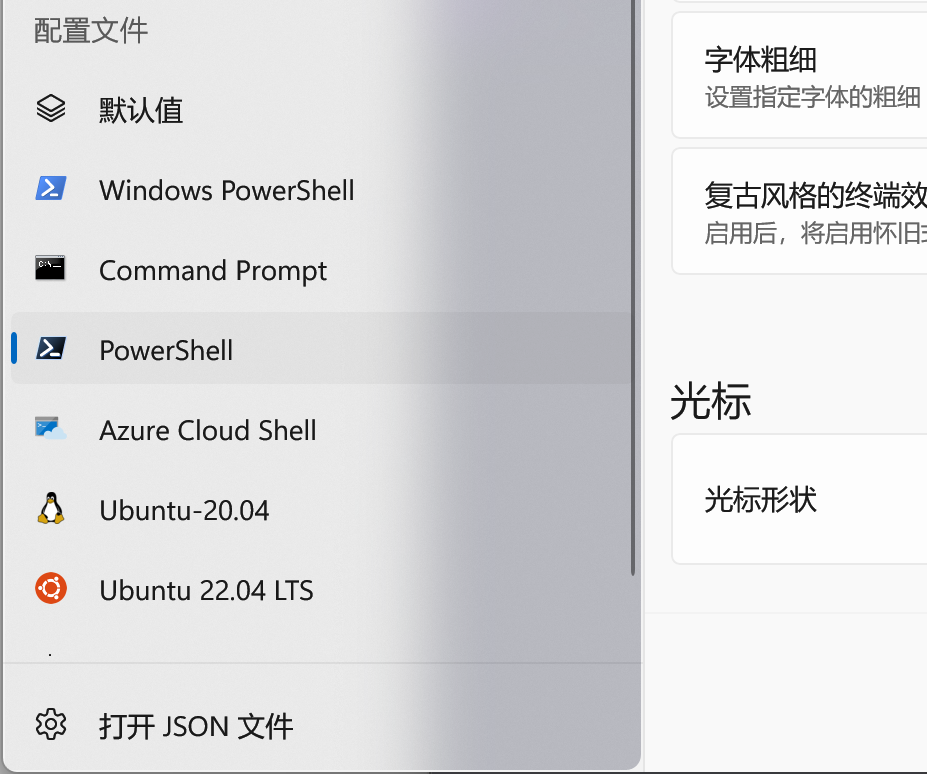 配置文件
默认值
Windows PowerShell
Command Prompt
PowerShell
Azure Cloud Shell
Ubuntu-20.04
Ubuntu 22.04 LTS
打开 JSON 文件
字体粗细
设置指定字体的粗细
复古风格的终端效
启用后，将启用怀旧
光标
光标形状